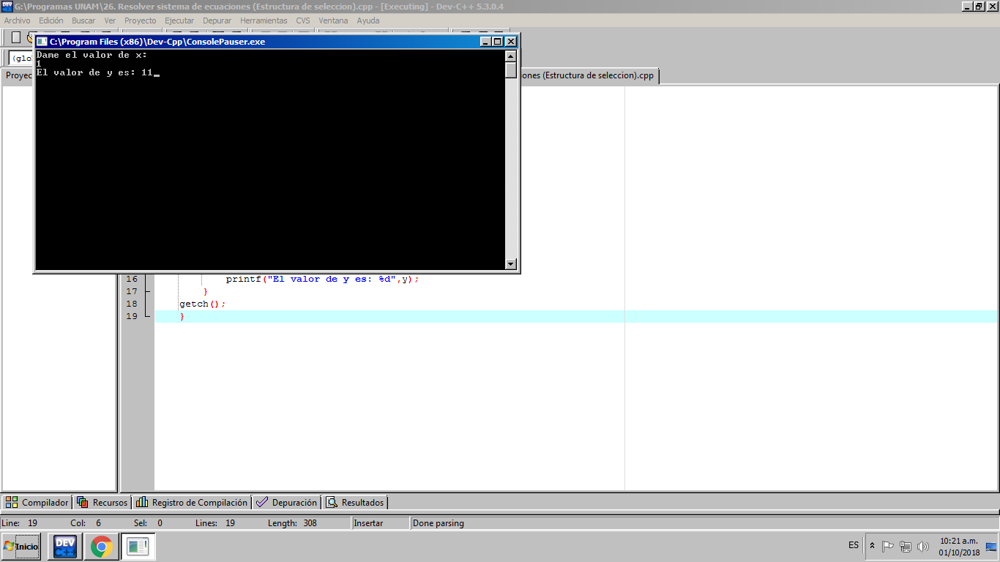 G:\Programas UNAM\26. Resolver sistema de ecuaciones (Estructura de seleccion).cpp - [Executing] - Dev-C++ 5.3.0.4
Archivo Edición Buscar Ver Proyecto Ejecutar Depurar Herramientas CVS Ventana Ayuda
C:\Program Files (x86)\Dev-Cpp\ConsolePauser.exe
Dame el valor de x:
1
El valor de y es: 11
(glo
Proyec
ones (Estructura de seleccion).cpp
16 printf("El valor de y es: %d",y);
17 }
18 getch();
19 }
Compilador Recursos Registro de Compilación Depuración Resultados
Line: 19 Col: 6 Sel: 0 Lines: 19 Length: 308 Insertar Done parsing
Inicio DEV C++ ES 10:21 a.m.
01/10/2018